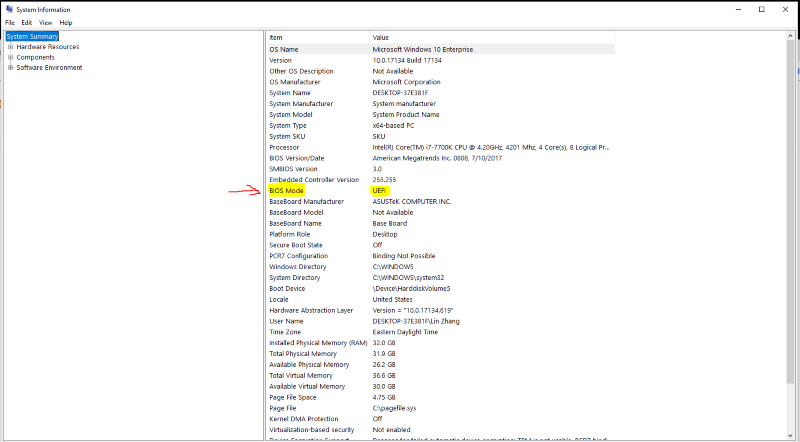 System Information
File Edit View Help
System Summary
Hardware Resources
Components
Software Environment
Item Value
OS Name Microsoft Windows 10 Enterprise
Version 10.0.17134 Build 17134
Other OS Description Not Available
OS Manufacturer Microsoft Corporation
System Name DESKTOP-37E381F
System Manufacturer System manufacturer
System Model System Product Name
System Type x64-based PC
System SKU SKU
Processor Intel(R) Core(TM) i7-7700K CPU @ 4.20GHz, 4201 Mhz, 4 Core(s), 8 Logical Pr...
BIOS Version/Date American Megatrends Inc. 0808, 7/10/2017
SMBIOS Version 3.0
Embedded Controller Version 255.255
BIOS Mode UEFI
BaseBoard Manufacturer ASUSTeK COMPUTER INC.
BaseBoard Model Not Available
BaseBoard Name Base Board
Platform Role Desktop
Secure Boot State Off
PCR7 Configuration Binding Not Possible
Windows Directory C:\WINDOWS
System Directory C:\WINDOWS\system32
Boot Device \Device\HarddiskVolume5
Locale United States
Hardware Abstraction Layer Version = "10.0.17134.619"
User Name DESKTOP-37E381F\Lin Zhang
Time Zone Eastern Daylight Time
Installed Physical Memory (RAM) 32.0 GB
Total Physical Memory 31.9 GB
Available Physical Memory 26.2 GB
Total Virtual Memory 36.6 GB
Available Virtual Memory 30.0 GB
Page File Space 4.75 GB
Page File C:\pagefile.sys
Kernel DMA Protection Off
Virtualization-based security Not enabled